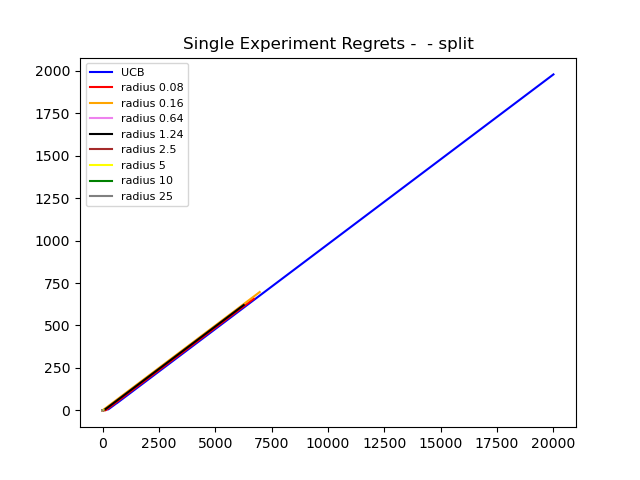 Single Experiment Regrets -  - split
UCB
radius 0.08
radius 0.16
radius 0.64
radius 1.24
radius 2.5
radius 5
radius 10
radius 25
2000
1750
1500
1250
1000
750
500
250
0
0 2500 5000 7500 10000 12500 15000 17500 20000